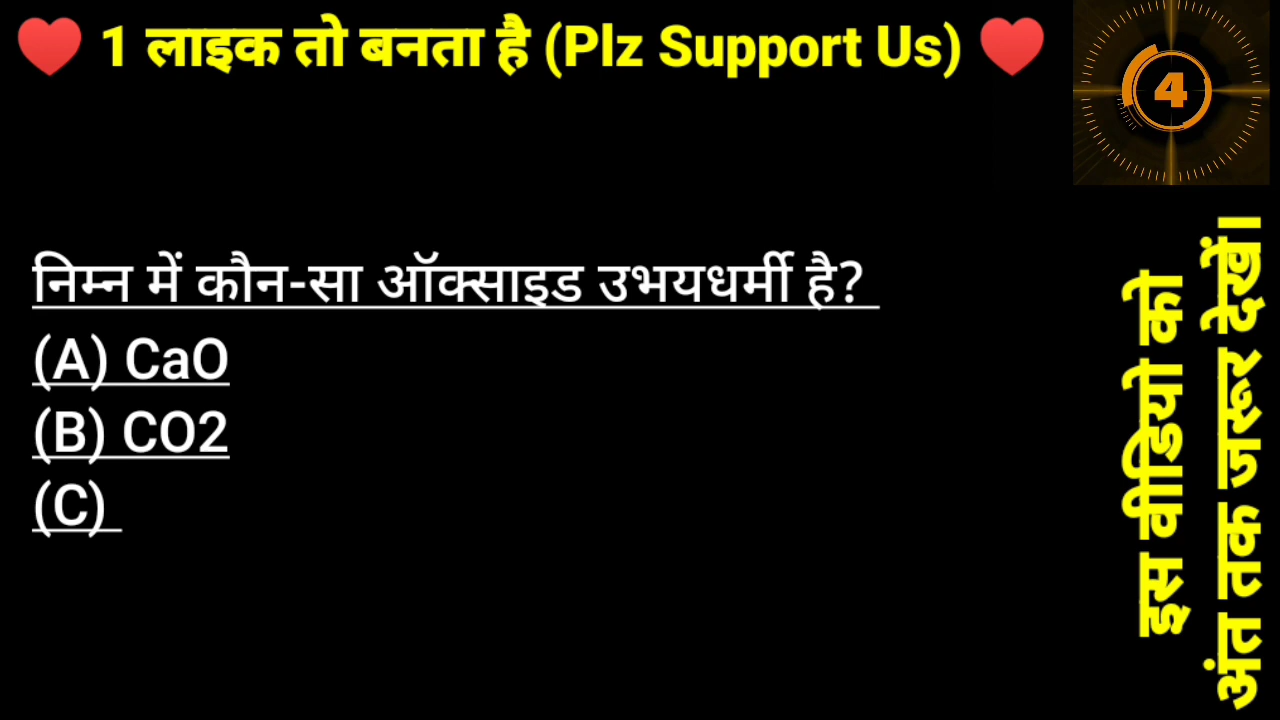 1 लाइक तो बनता है (Plz Support Us)
4
निम्न में कौन-सा ऑक्साइड उभयधर्मी है?
(A) CaO
(B) CO2
(C)
इस वीडियो को
अंत तक जरूर देखें।